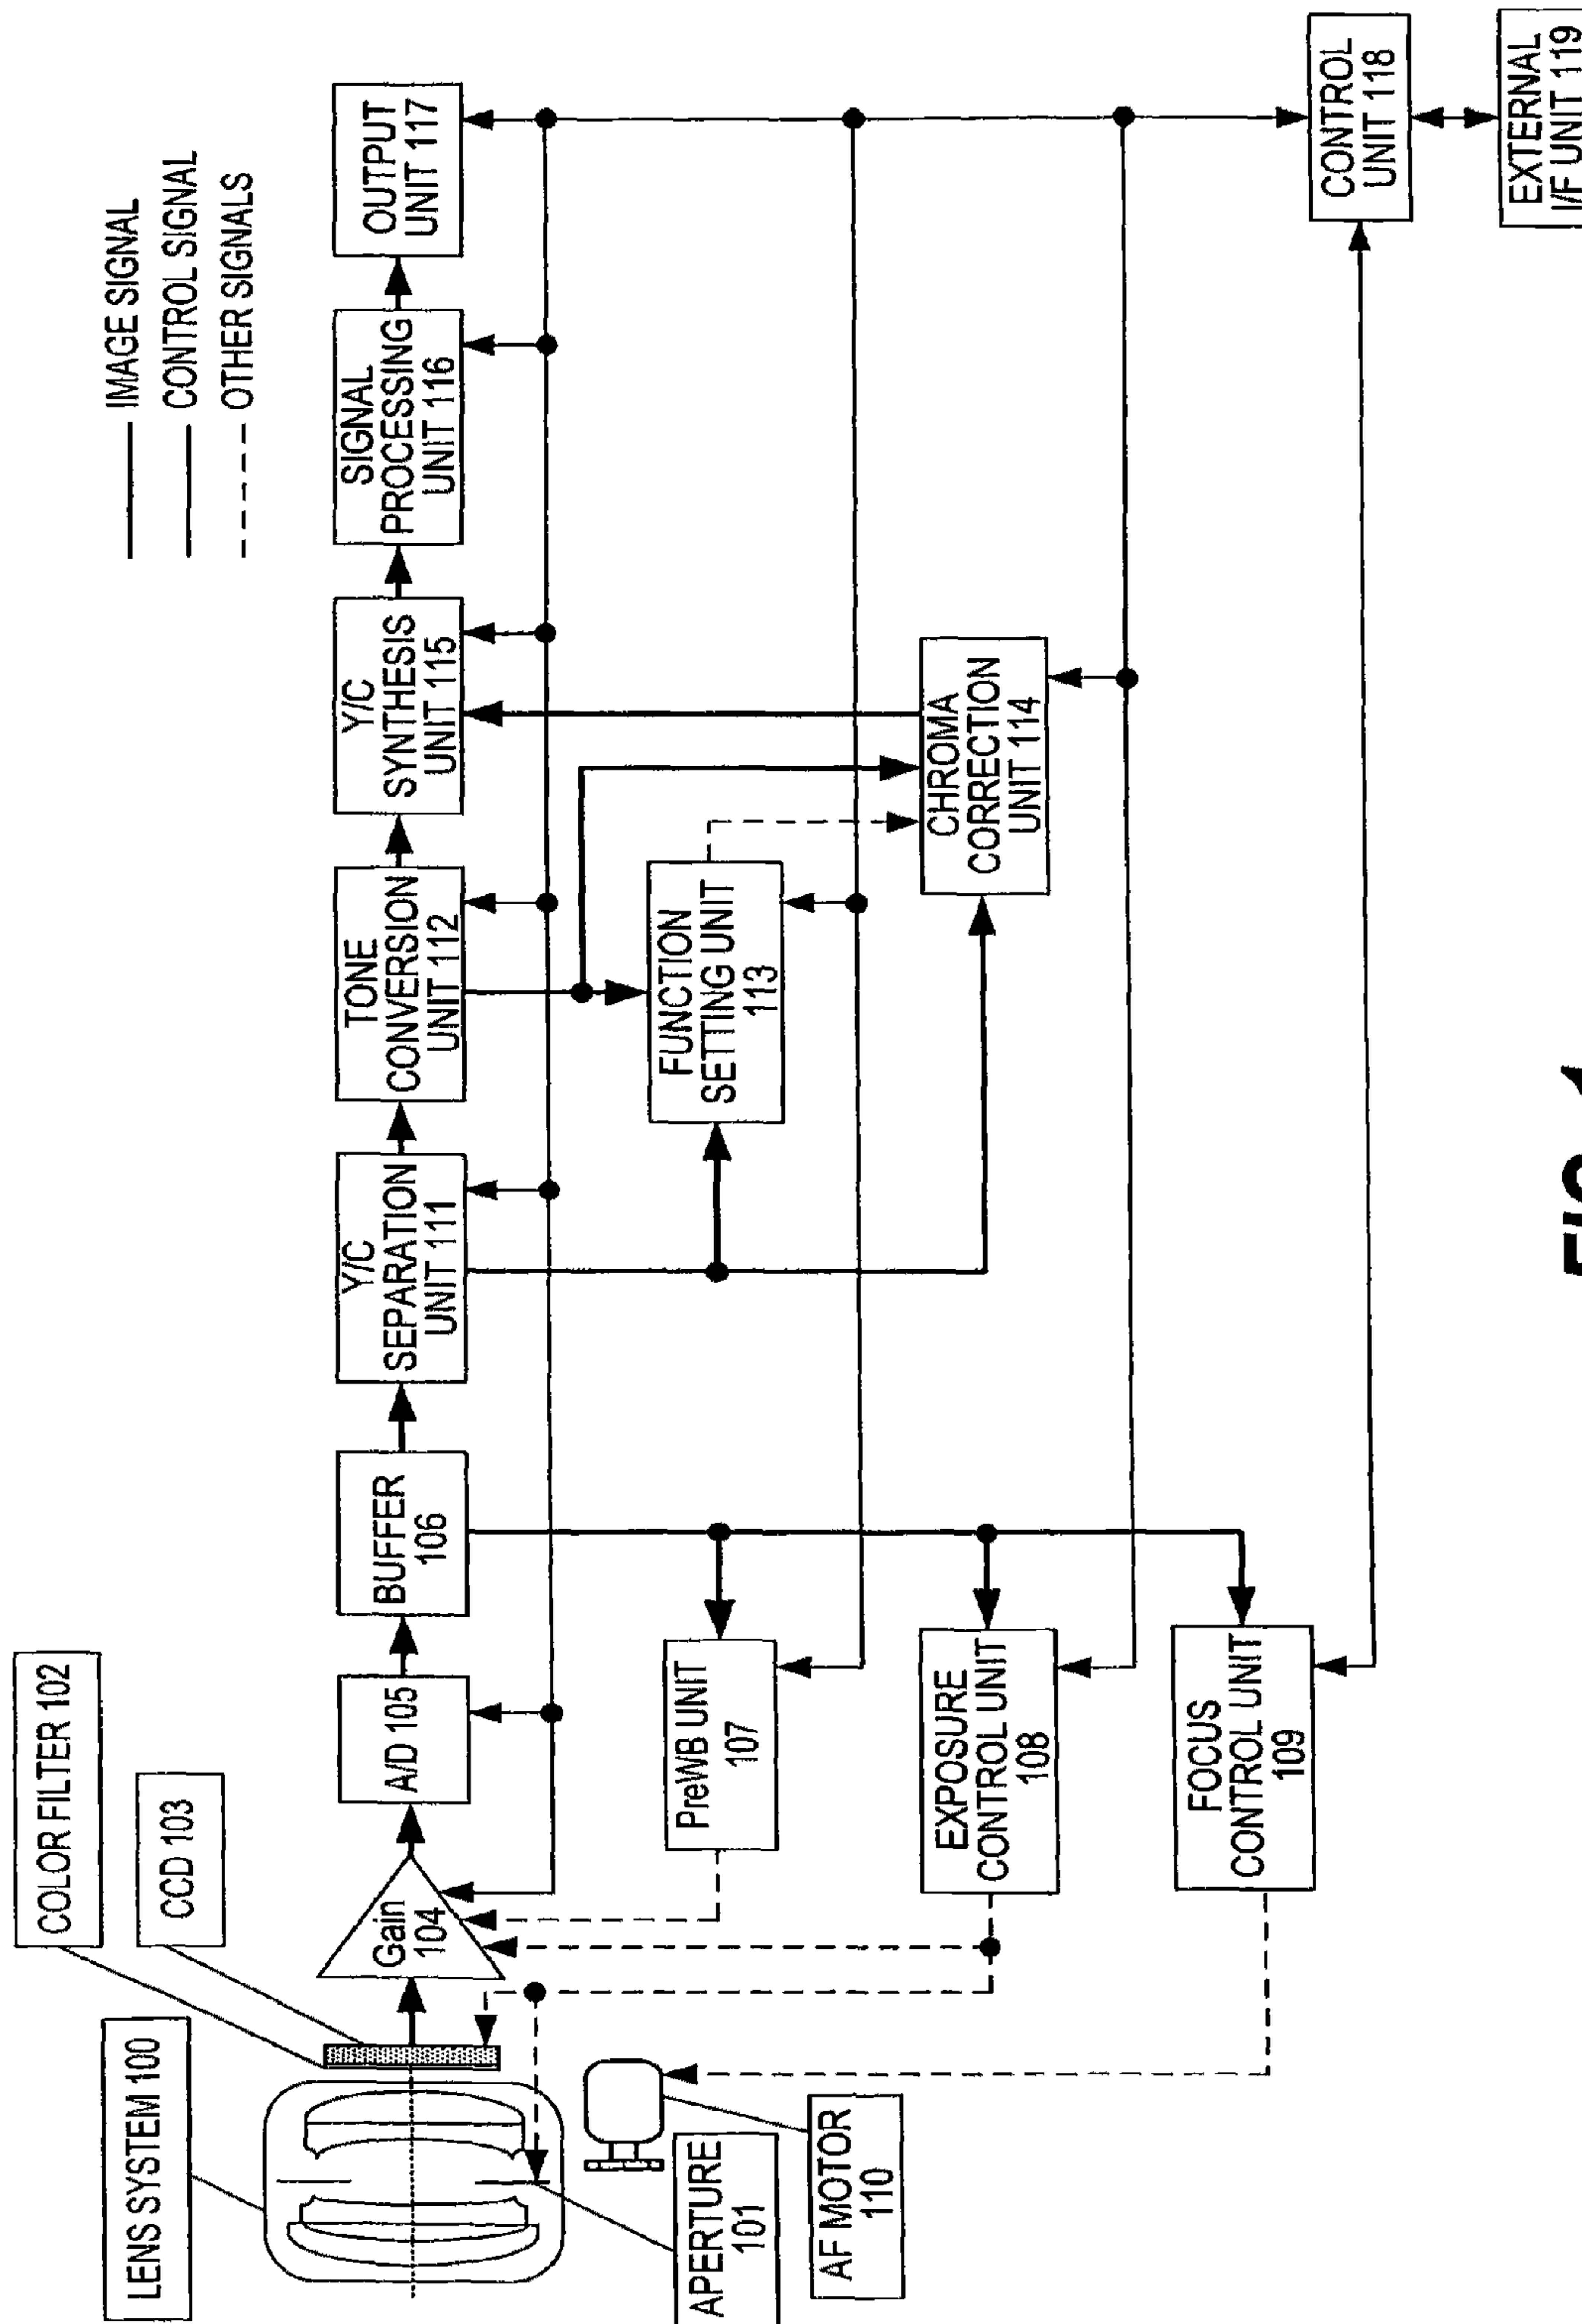 IMAGE SIGNAL
CONTROL SIGNAL
OTHER SIGNALS
LENS SYSTEM 100
COLOR FILTER 102
CCD 103
APERTURE
101
AF MOTOR
110
Gain
104
A/D 105
BUFFER
106
Y/C
SEPARATION
UNIT 111
TONE
CONVERSION
UNIT 112
Y/C
SYNTHESIS
UNIT 115
SIGNAL
PROCESSING
UNIT 116
OUTPUT
UNIT 117
PreWB UNIT
107
FUNCTION
SETTING UNIT
113
EXPOSURE
CONTROL UNIT
108
CHROMA
CORRECTION
UNIT 114
FOCUS
CONTROL UNIT
109
CONTROL
UNIT 118
EXTERNAL
I/F UNIT 119